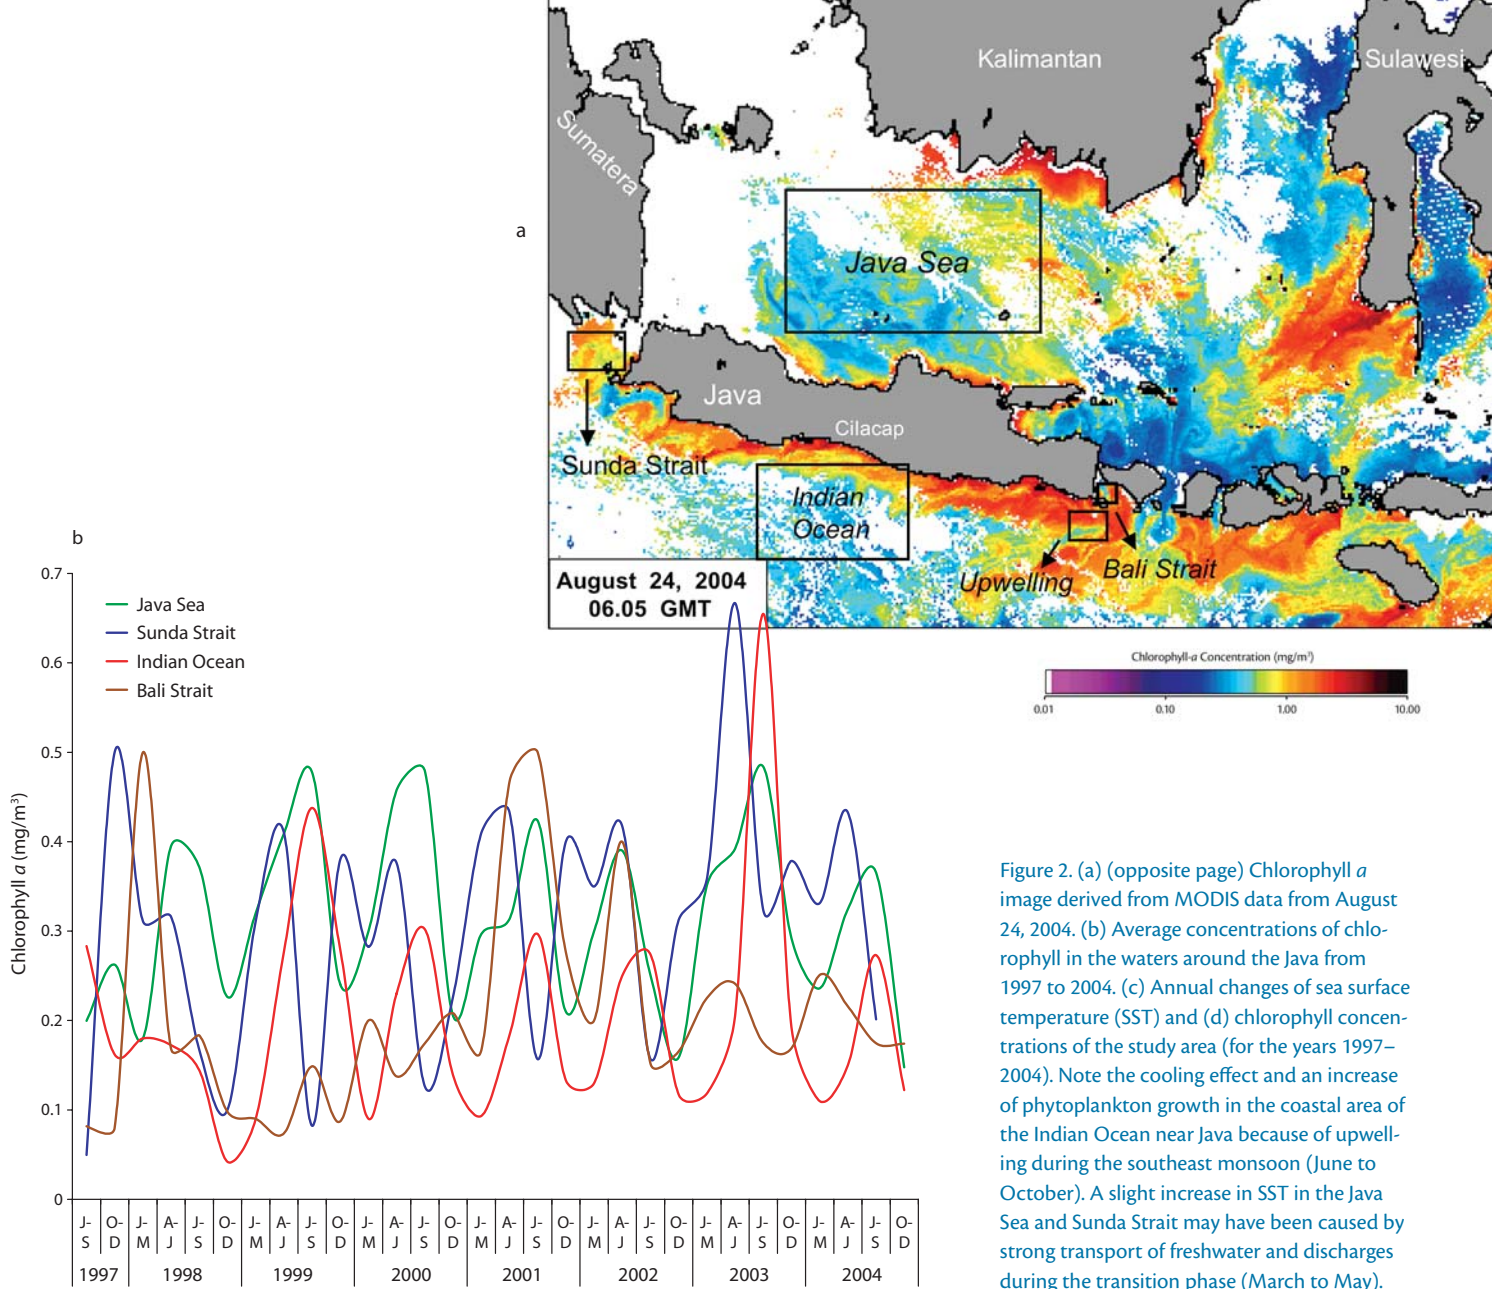 a
Kalimantan
Sulawesi
Sumatera
Java Sea
Java
Cilacap
Sunda Strait
Indian
Ocean
Upwelling
Bali Strait
August 24, 2004
06.05 GMT
Chlorophyll-a Concentration (mg/m³)
0.01 0.10 1.00 10.00
b
Chlorophyll a (mg/m³)
0.7
0.6
0.5
0.4
0.3
0.2
0.1
0
Java Sea
Sunda Strait
Indian Ocean
Bali Strait
J- O- J- A- J- O- J- A- J- O- J- A- J- O- J- A- J- O- J- A- J- O- J- A- J- O- J- A- J- O-
S D M J S D M J S D M J S D M J S D M J S D M J S D M J S D
1997 1998 1999 2000 2001 2002 2003 2004
Figure 2. (a) (opposite page) Chlorophyll a
image derived from MODIS data from August
24, 2004. (b) Average concentrations of chlo-
rophyll in the waters around the Java from
1997 to 2004. (c) Annual changes of sea surface
temperature (SST) and (d) chlorophyll concen-
trations of the study area (for the years 1997–
2004). Note the cooling effect and an increase
of phytoplankton growth in the coastal area of
the Indian Ocean near Java because of upwell-
ing during the southeast monsoon (June to
October). A slight increase in SST in the Java
Sea and Sunda Strait may have been caused by
strong transport of freshwater and discharges
during the transition phase (March to May).